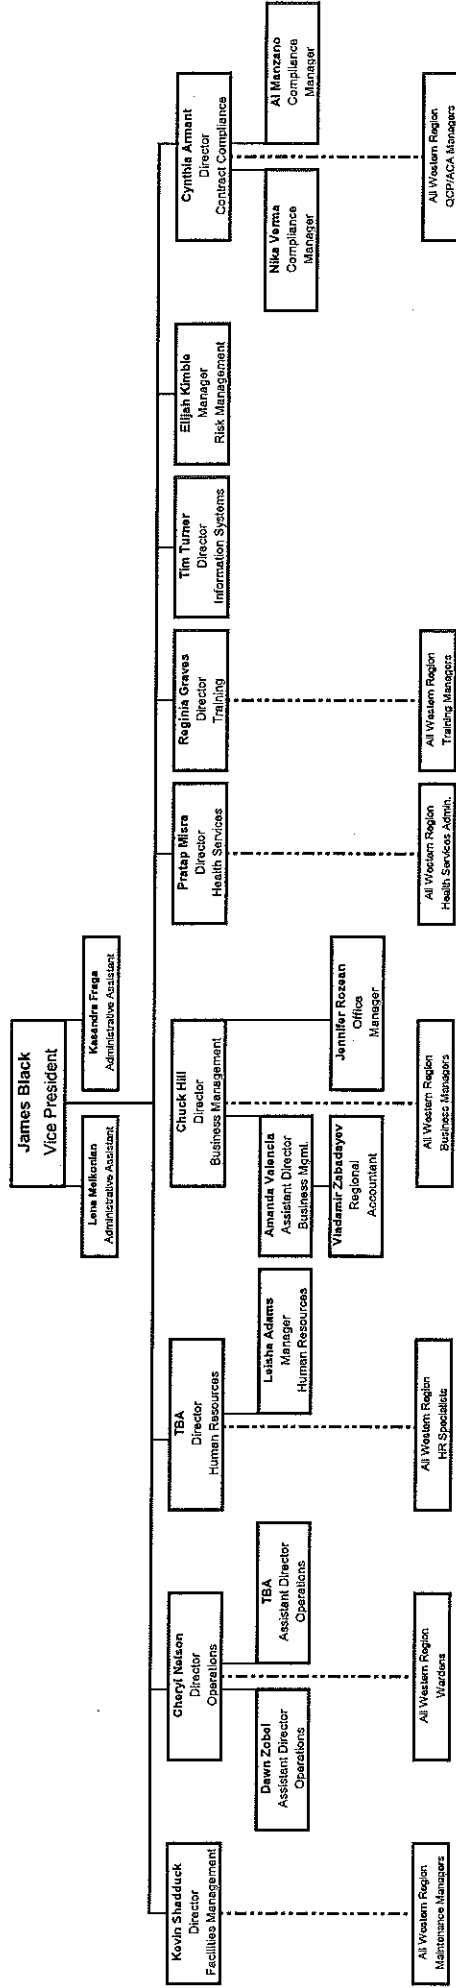 James Black
Vice President
Lena Melkonian
Administrative Assistant
Kasandra Fraga
Administrative Assistant
Kevin Shadduck
Director
Facilities Management
Cheryl Nelson
Director
Operations
TBA
Director
Human Resources
Chuck Hill
Director
Business Management
Pratap Misra
Director
Health Services
Reginia Graves
Director
Training
Tim Turner
Director
Information Systems
Elijah Kimble
Manager
Risk Management
Cynthia Armant
Director
Contract Compliance
Dawn Zobel
Assistant Director
Operations
TBA
Assistant Director
Operations
Leisha Adams
Manager
Human Resources
Amanda Valencia
Assistant Director
Business Mgmt.
Nika Verma
Compliance
Manager
Al Manzano
Compliance
Manager
Vladamir Zabadayev
Regional
Accountant
Jennifer Rozean
Office
Manager
All Western Region
Maintenance Managers
All Western Region
Wardens
All Western Region
HR Specialists
All Western Region
Business Managers
All Western Region
Health Services Admin.
All Western Region
Training Managers
All Western Region
QCP/ACA Managers